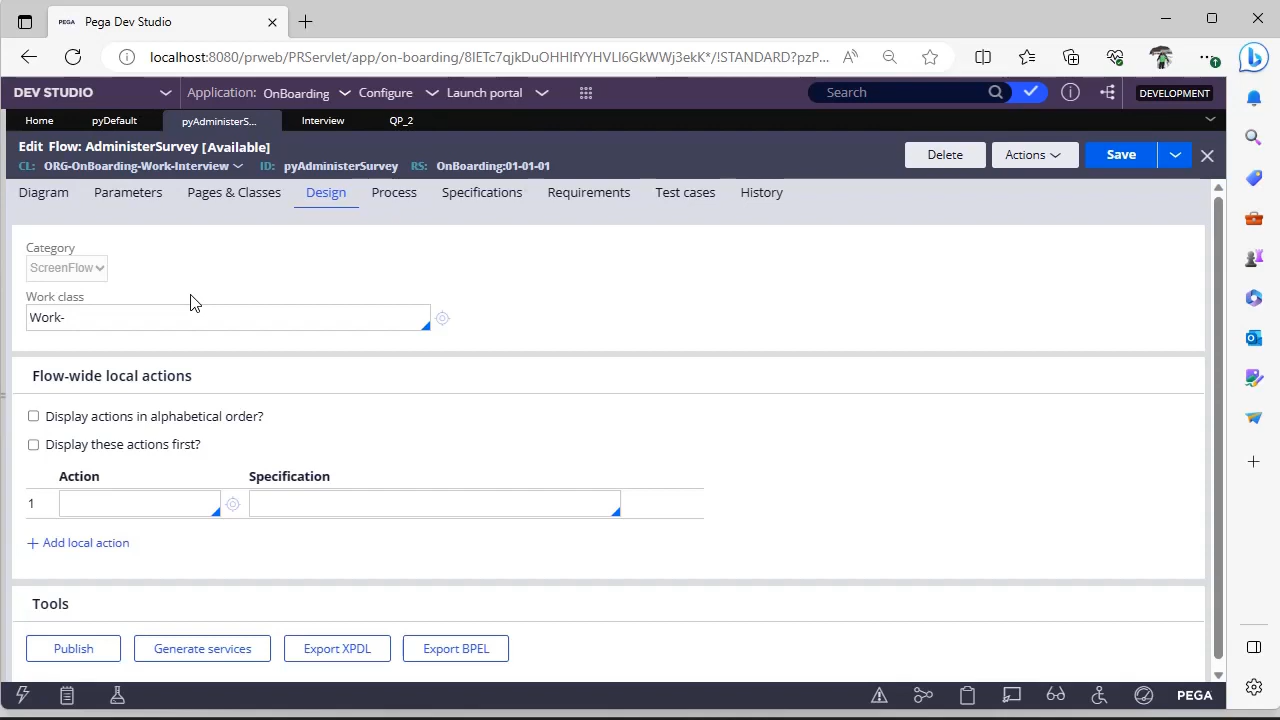 PEGA Pega Dev Studio
localhost:8080/prweb/PRServlet/app/on-boarding/
DEV STUDIO Application: OnBoarding Configure Launch portal Search DEVELOPMENT
Home pyDefault pyAdministerS... Interview QP_2
Edit Flow: AdministerSurvey [Available]
CL: ORG-OnBoarding-Work-Interview ID: pyAdministerSurvey RS: OnBoarding:01-01-01
Delete Actions Save
Diagram Parameters Pages & Classes Design Process Specifications Requirements Test cases History
Category
ScreenFlow
Work class
Work-
Flow-wide local actions
Display actions in alphabetical order?
Display these actions first?
Action Specification
1
+ Add local action
Tools
Publish Generate services Export XPDL Export BPEL
PEGA